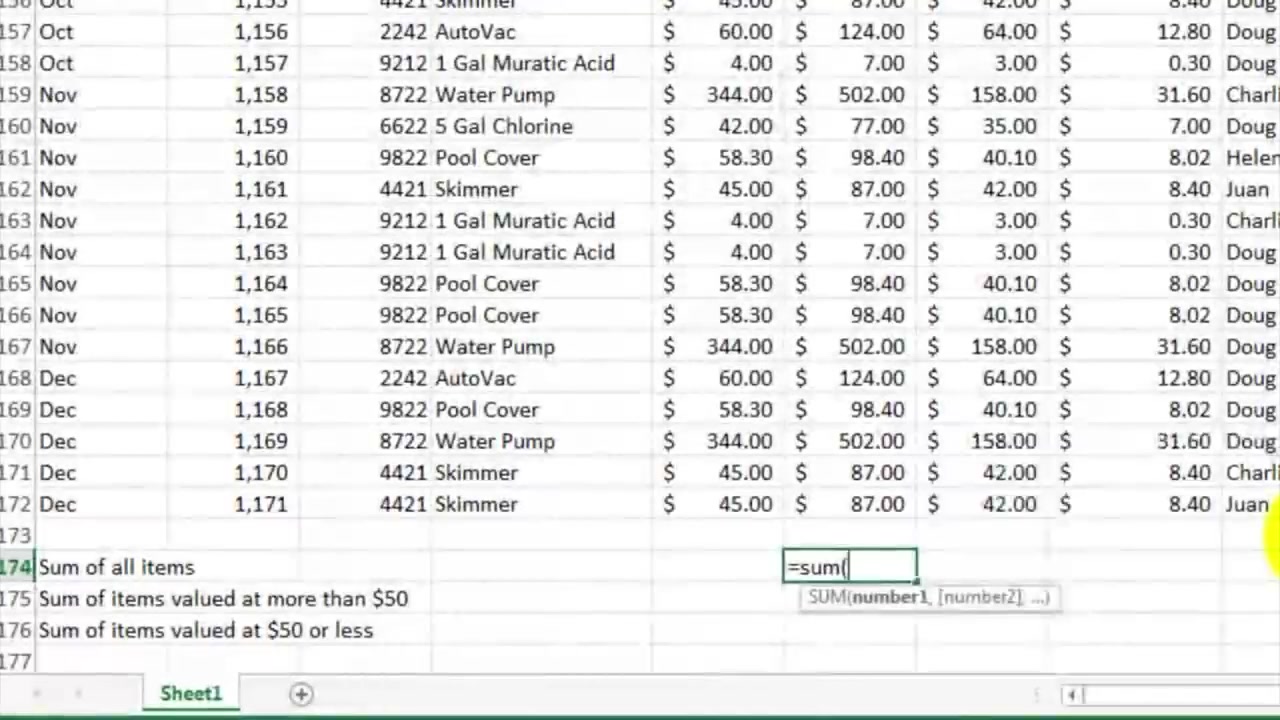 156 Oct 1,155 4421 Skimmer $ 45.00 $ 87.00 $ 42.00 $ 8.40 Doug
157 Oct 1,156 2242 AutoVac $ 60.00 $ 124.00 $ 64.00 $ 12.80 Doug
158 Oct 1,157 9212 1 Gal Muratic Acid $ 4.00 $ 7.00 $ 3.00 $ 0.30 Doug
159 Nov 1,158 8722 Water Pump $ 344.00 $ 502.00 $ 158.00 $ 31.60 Charli
160 Nov 1,159 6622 5 Gal Chlorine $ 42.00 $ 77.00 $ 35.00 $ 7.00 Doug
161 Nov 1,160 9822 Pool Cover $ 58.30 $ 98.40 $ 40.10 $ 8.02 Helen
162 Nov 1,161 4421 Skimmer $ 45.00 $ 87.00 $ 42.00 $ 8.40 Juan
163 Nov 1,162 9212 1 Gal Muratic Acid $ 4.00 $ 7.00 $ 3.00 $ 0.30 Charli
164 Nov 1,163 9212 1 Gal Muratic Acid $ 4.00 $ 7.00 $ 3.00 $ 0.30 Doug
165 Nov 1,164 9822 Pool Cover $ 58.30 $ 98.40 $ 40.10 $ 8.02 Doug
166 Nov 1,165 9822 Pool Cover $ 58.30 $ 98.40 $ 40.10 $ 8.02 Doug
167 Nov 1,166 8722 Water Pump $ 344.00 $ 502.00 $ 158.00 $ 31.60 Doug
168 Dec 1,167 2242 AutoVac $ 60.00 $ 124.00 $ 64.00 $ 12.80 Doug
169 Dec 1,168 9822 Pool Cover $ 58.30 $ 98.40 $ 40.10 $ 8.02 Doug
170 Dec 1,169 8722 Water Pump $ 344.00 $ 502.00 $ 158.00 $ 31.60 Doug
171 Dec 1,170 4421 Skimmer $ 45.00 $ 87.00 $ 42.00 $ 8.40 Charli
172 Dec 1,171 4421 Skimmer $ 45.00 $ 87.00 $ 42.00 $ 8.40 Juan
173
174 Sum of all items =sum(
175 Sum of items valued at more than $50 SUM(number1, [number2], ...)
176 Sum of items valued at $50 or less
177
Sheet1